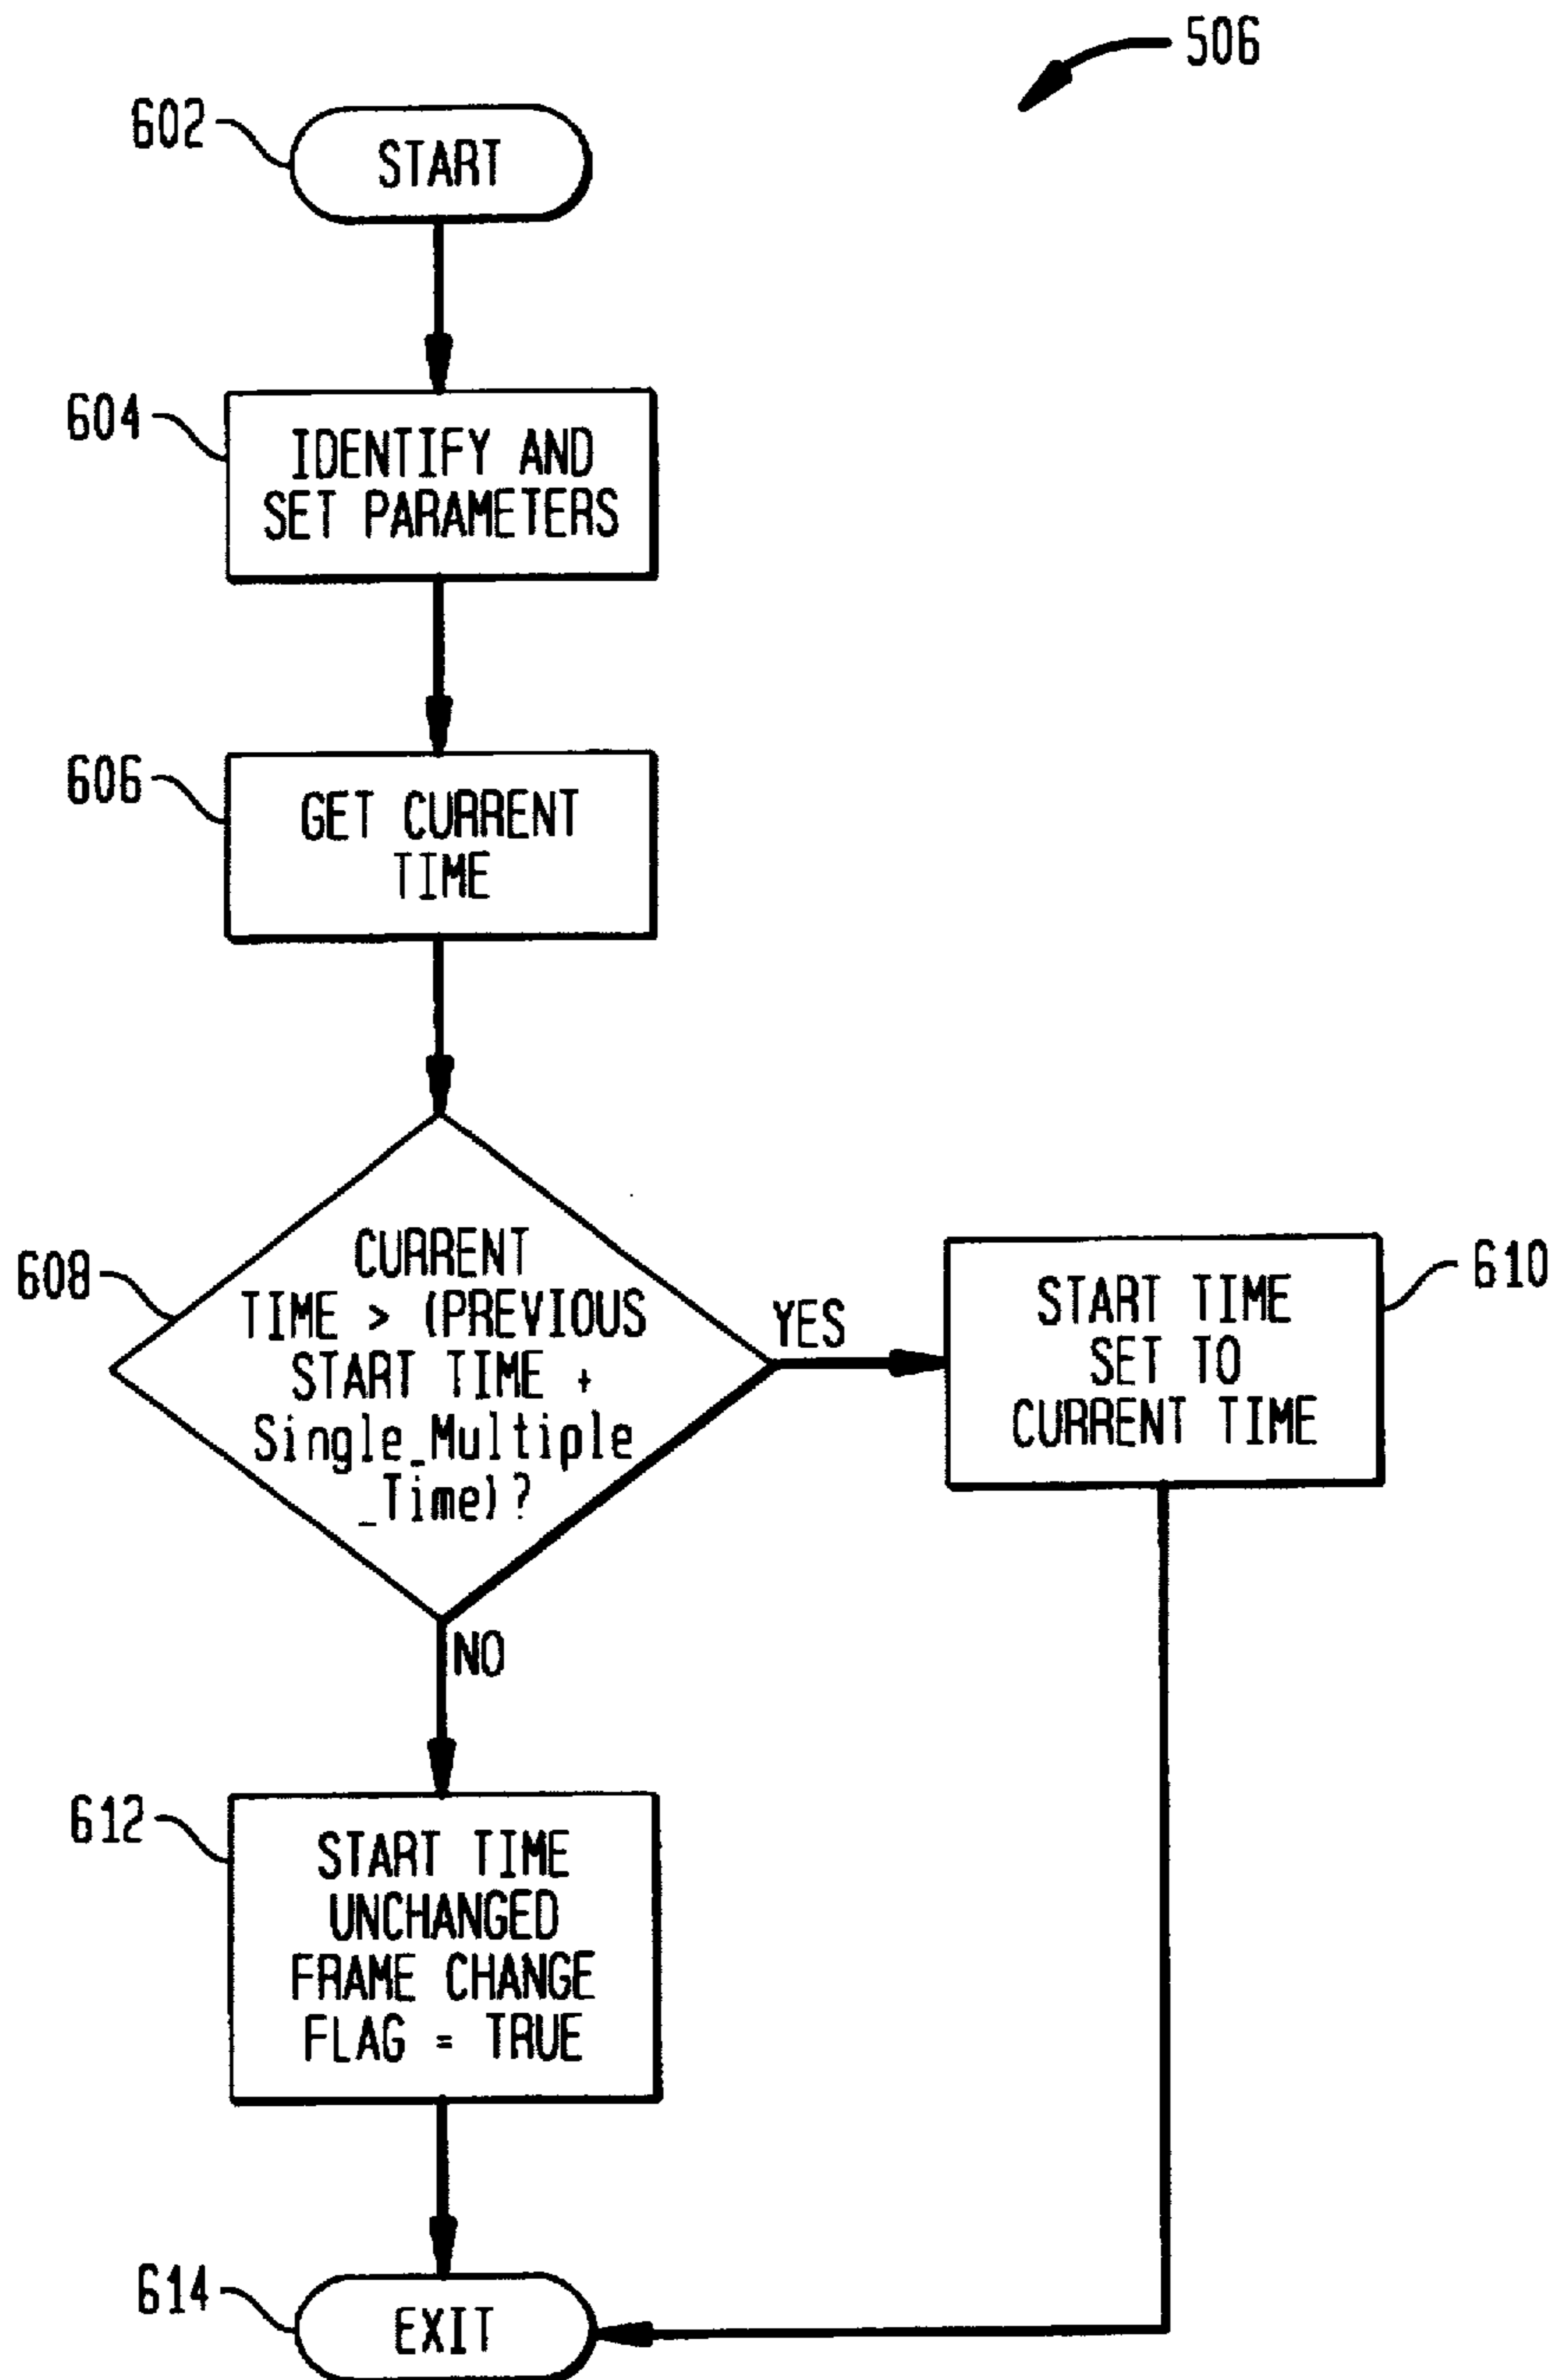 506
602
START
604
IDENTIFY AND
SET PARAMETERS
606
GET CURRENT
TIME
608
CURRENT
TIME > (PREVIOUS
START TIME +
Single_Multiple
_Time)?
YES
610
START TIME
SET TO
CURRENT TIME
NO
612
START TIME
UNCHANGED
FRAME CHANGE
FLAG = TRUE
614
EXIT